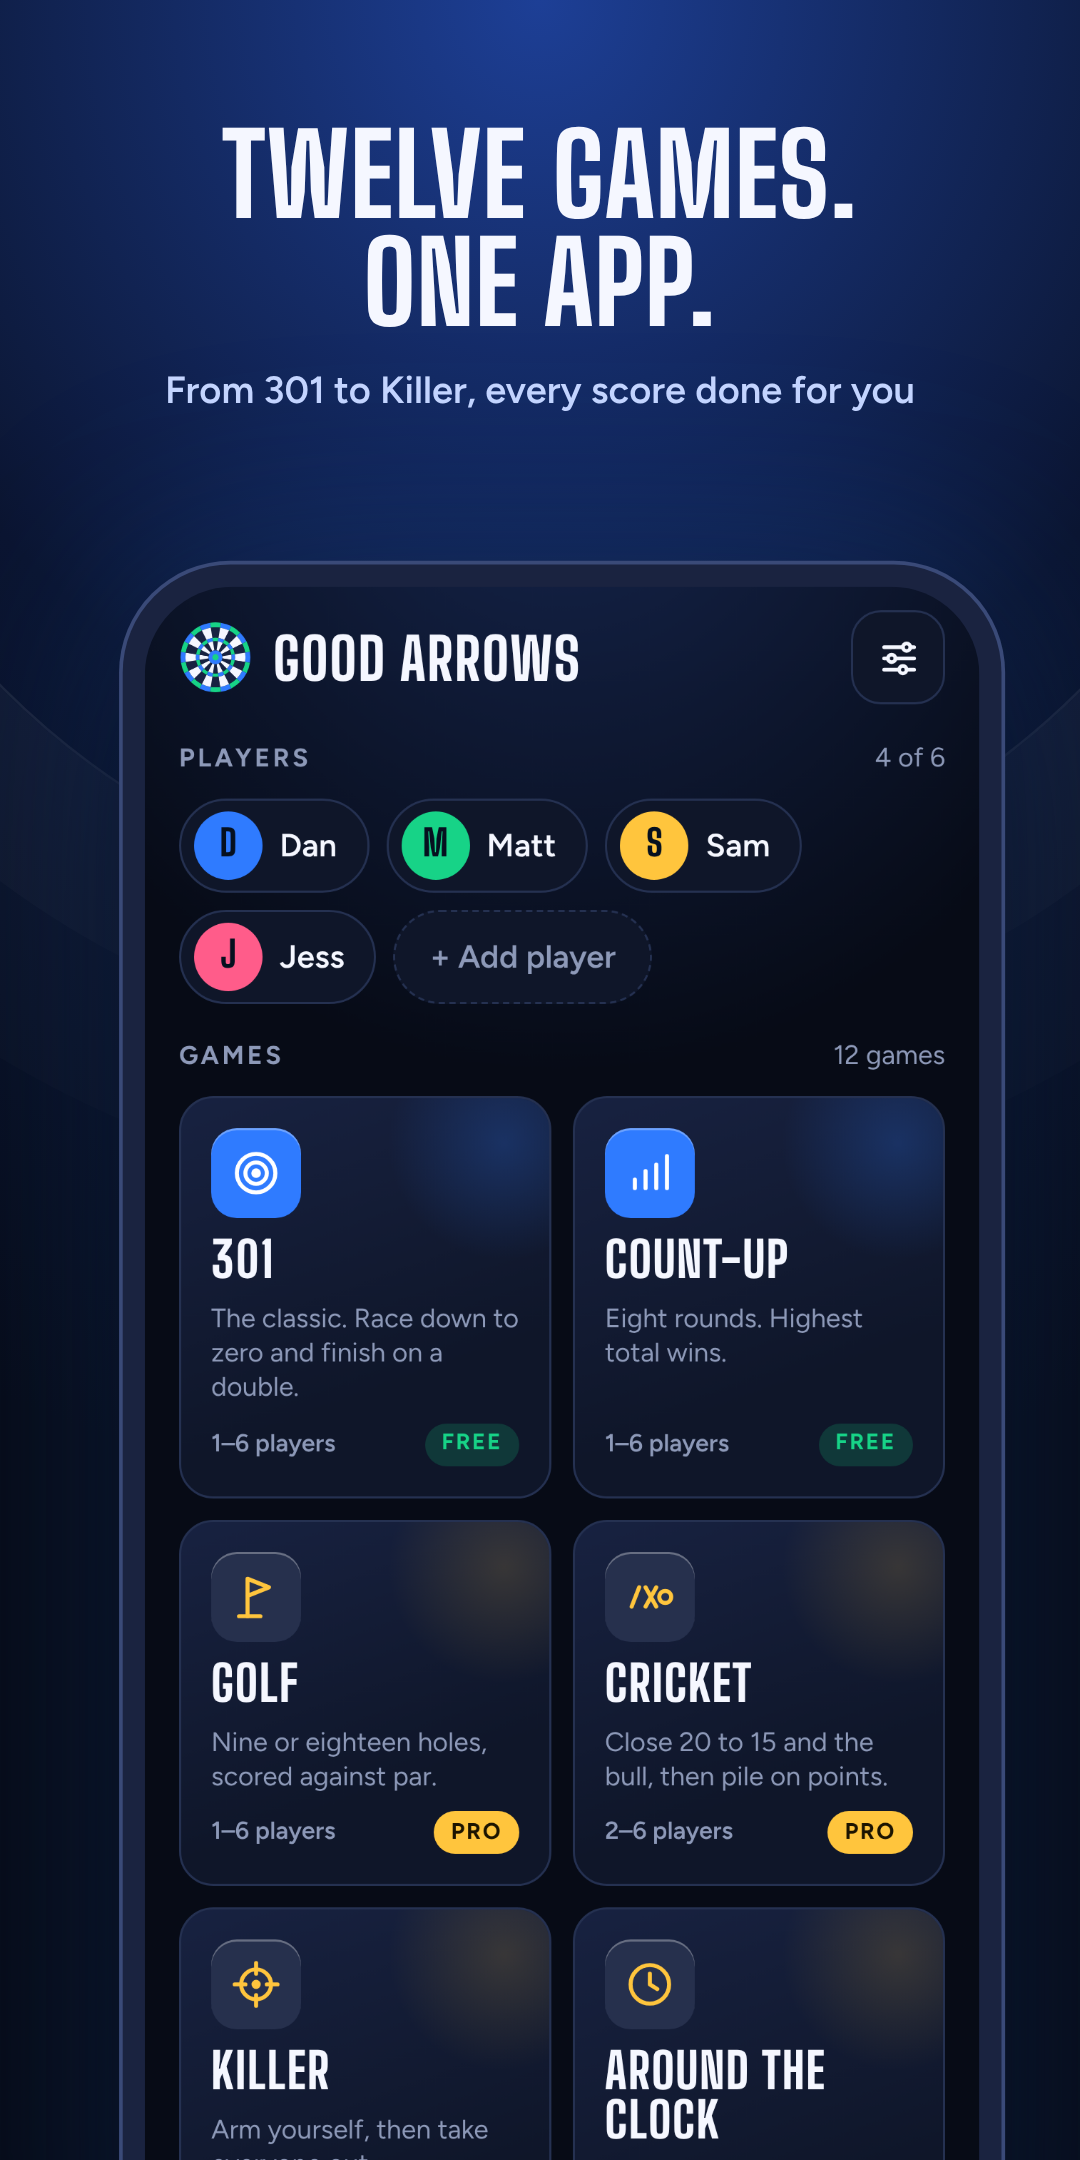 TWELVE GAMES.
ONE APP.
From 301 to Killer, every score done for you
GOOD ARROWS
PLAYERS
4 of 6
D Dan
M Matt
S Sam
J Jess
+ Add player
GAMES
12 games
301
The classic. Race down to
zero and finish on a
double.
1–6 players
FREE
COUNT-UP
Eight rounds. Highest
total wins.
1–6 players
FREE
GOLF
Nine or eighteen holes,
scored against par.
1–6 players
PRO
CRICKET
Close 20 to 15 and the
bull, then pile on points.
2–6 players
PRO
KILLER
Arm yourself, then take
AROUND THE
CLOCK